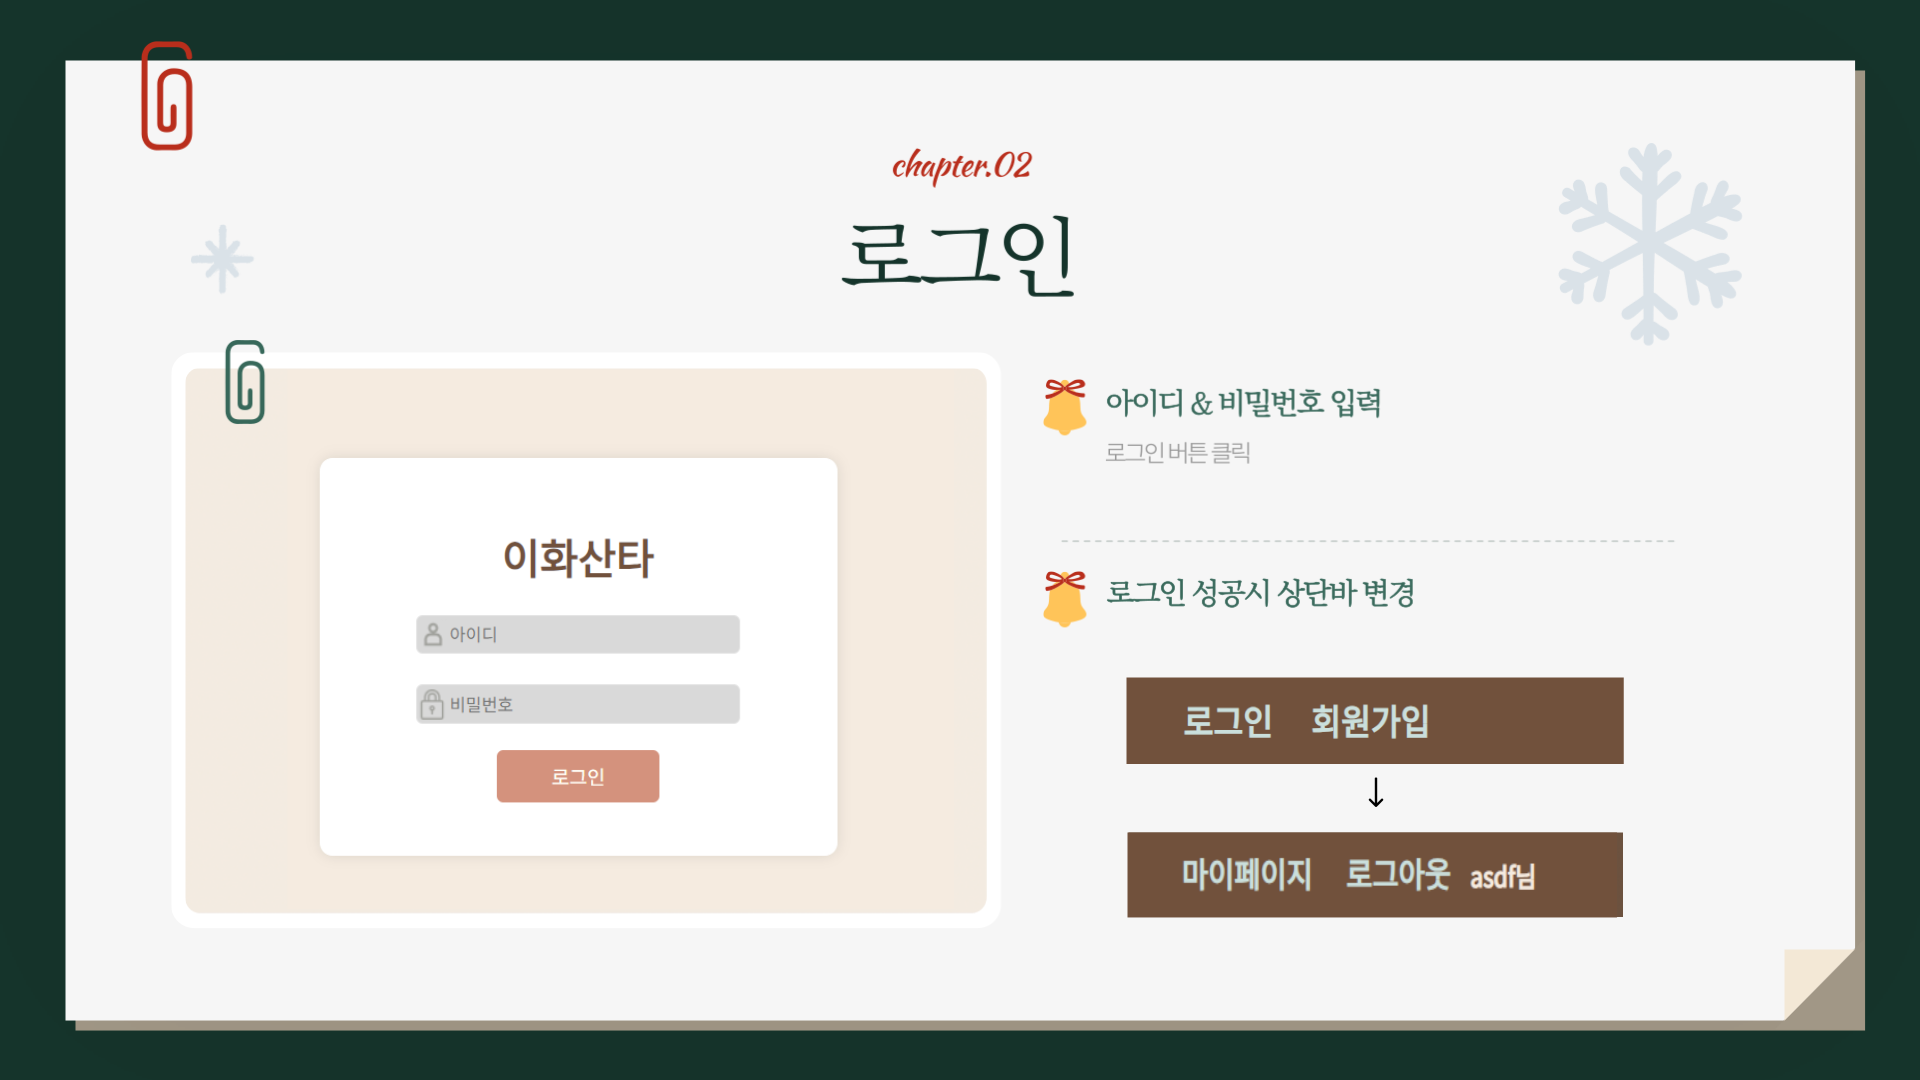 chapter.02
로그인
이화산타
아이디
비밀번호
로그인
아이디 & 비밀번호 입력
로그인 버튼 클릭
로그인 성공시 상단바 변경
로그인 회원가입
↓
마이페이지 로그아웃 asdf님